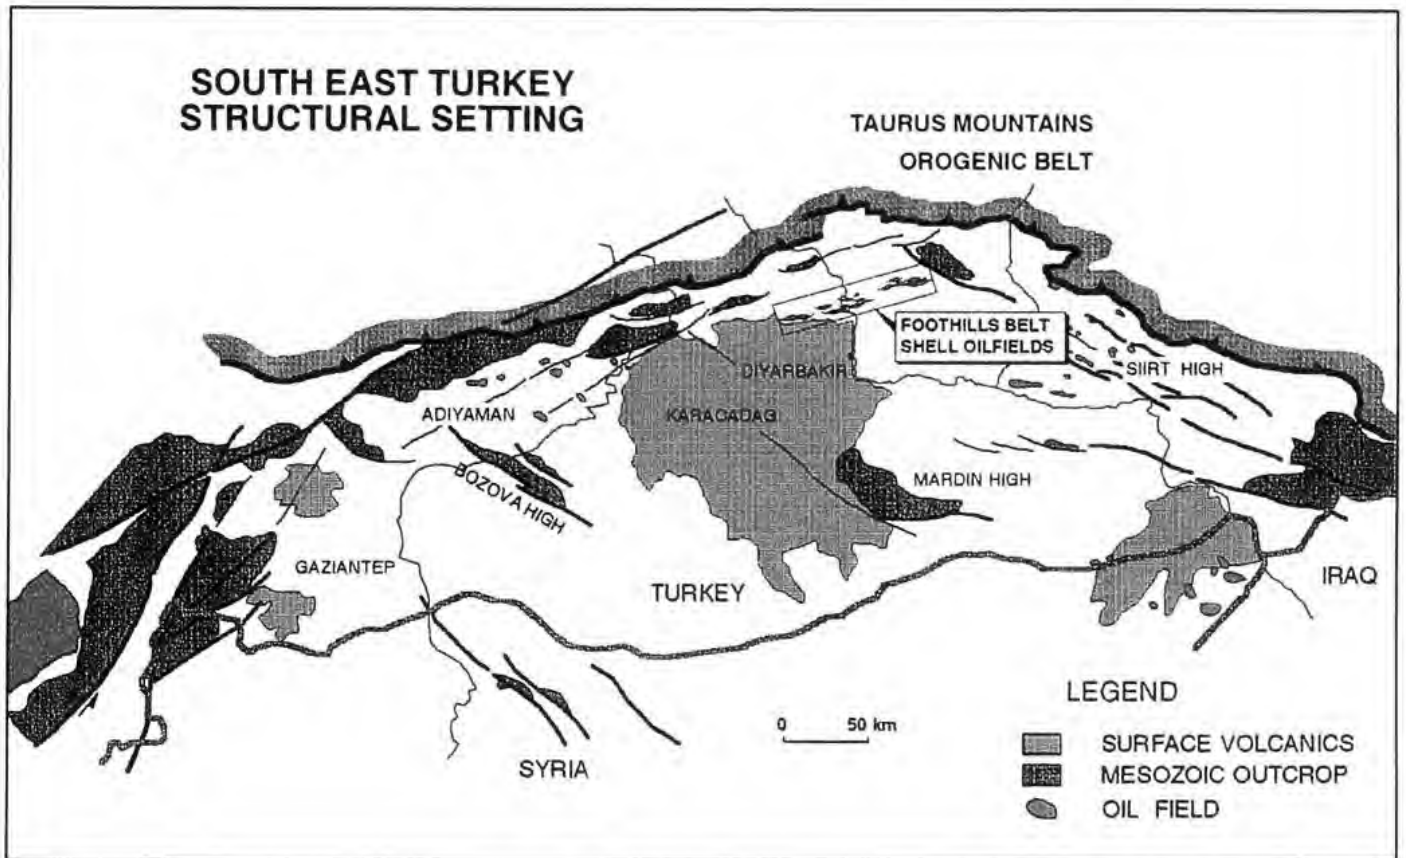 SOUTH EAST TURKEY
STRUCTURAL SETTING
TAURUS MOUNTAINS
OROGENIC BELT
FOOTHILLS BELT
SHELL OILFIELDS
DIYARBAKIR
SIIRT HIGH
ADIYAMAN
KARACADAG
BOZOVA HIGH
MARDIN HIGH
GAZIANTEP
TURKEY
IRAQ
SYRIA
0 50 km
LEGEND
SURFACE VOLCANICS
MESOZOIC OUTCROP
OIL FIELD